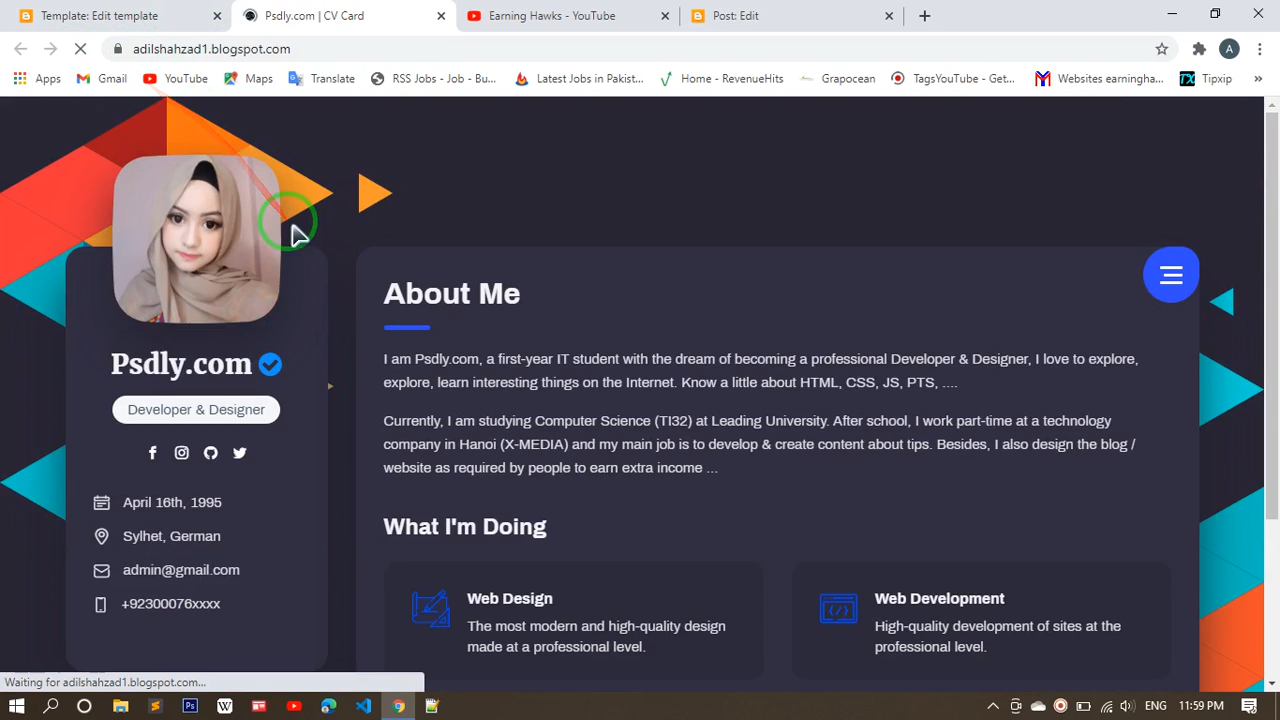 Template: Edit template
Psdly.com | CV Card
Earning Hawks - YouTube
Post: Edit
adilshahzad1.blogspot.com
A
Apps
Gmail
YouTube
Maps
Translate
RSS Jobs - Job - Bu...
Latest Jobs in Pakist...
Home - RevenueHits
Grapocean
TagsYouTube - Get...
Websites earningha...
Tipxip
Psdly.com
Developer & Designer
April 16th, 1995
Sylhet, German
admin@gmail.com
+92300076xxxx
About Me
I am Psdly.com, a first-year IT student with the dream of becoming a professional Developer & Designer, I love to explore,
explore, learn interesting things on the Internet. Know a little about HTML, CSS, JS, PTS, ....
Currently, I am studying Computer Science (TI32) at Leading University. After school, I work part-time at a technology
company in Hanoi (X-MEDIA) and my main job is to develop & create content about tips. Besides, I also design the blog /
website as required by people to earn extra income ...
What I'm Doing
Web Design
The most modern and high-quality design
made at a professional level.
Web Development
High-quality development of sites at the
professional level.
Waiting for adilshahzad1.blogspot.com...
ENG
11:59 PM